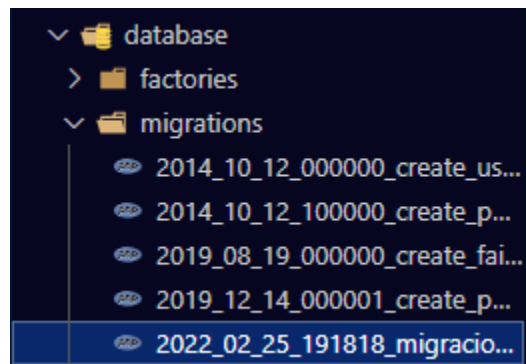 database
factories
migrations
2014_10_12_000000_create_us...
2014_10_12_100000_create_p...
2019_08_19_000000_create_fai...
2019_12_14_000001_create_p...
2022_02_25_191818_migracio...